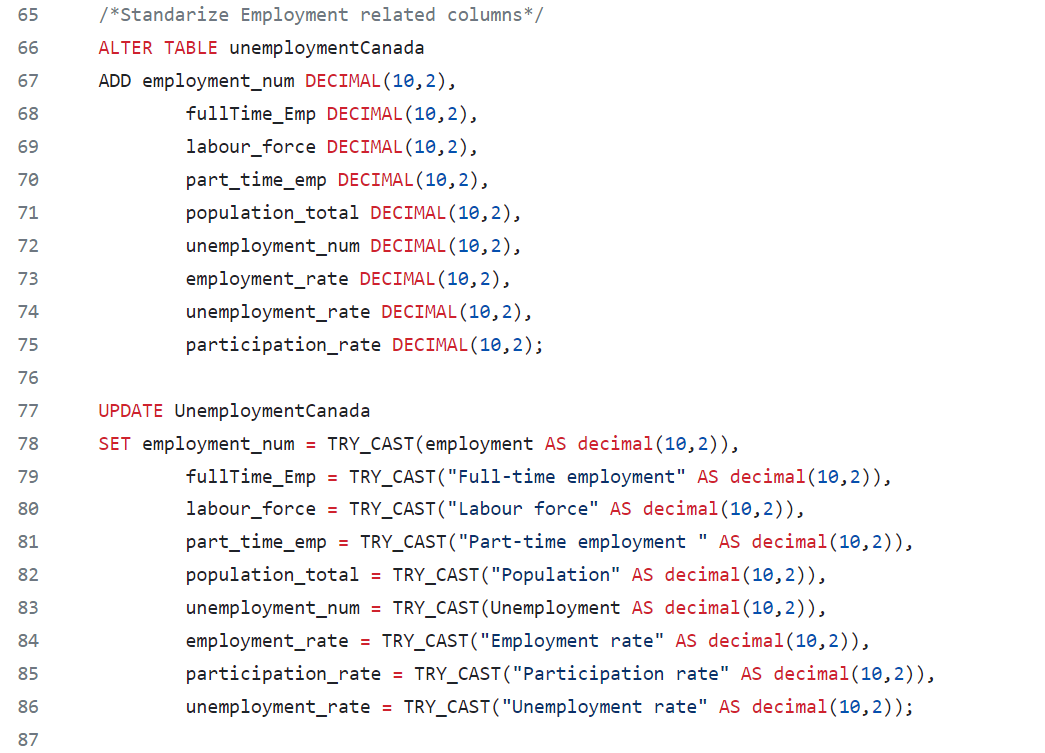 65 /*Standarize Employment related columns*/
66 ALTER TABLE unemploymentCanada
67 ADD employment_num DECIMAL(10,2),
68 fullTime_Emp DECIMAL(10,2),
69 labour_force DECIMAL(10,2),
70 part_time_emp DECIMAL(10,2),
71 population_total DECIMAL(10,2),
72 unemployment_num DECIMAL(10,2),
73 employment_rate DECIMAL(10,2),
74 unemployment_rate DECIMAL(10,2),
75 participation_rate DECIMAL(10,2);
76
77 UPDATE UnemploymentCanada
78 SET employment_num = TRY_CAST(employment AS decimal(10,2)),
79 fullTime_Emp = TRY_CAST("Full-time employment" AS decimal(10,2)),
80 labour_force = TRY_CAST("Labour force" AS decimal(10,2)),
81 part_time_emp = TRY_CAST("Part-time employment " AS decimal(10,2)),
82 population_total = TRY_CAST("Population" AS decimal(10,2)),
83 unemployment_num = TRY_CAST(Unemployment AS decimal(10,2)),
84 employment_rate = TRY_CAST("Employment rate" AS decimal(10,2)),
85 participation_rate = TRY_CAST("Participation rate" AS decimal(10,2)),
86 unemployment_rate = TRY_CAST("Unemployment rate" AS decimal(10,2));
87